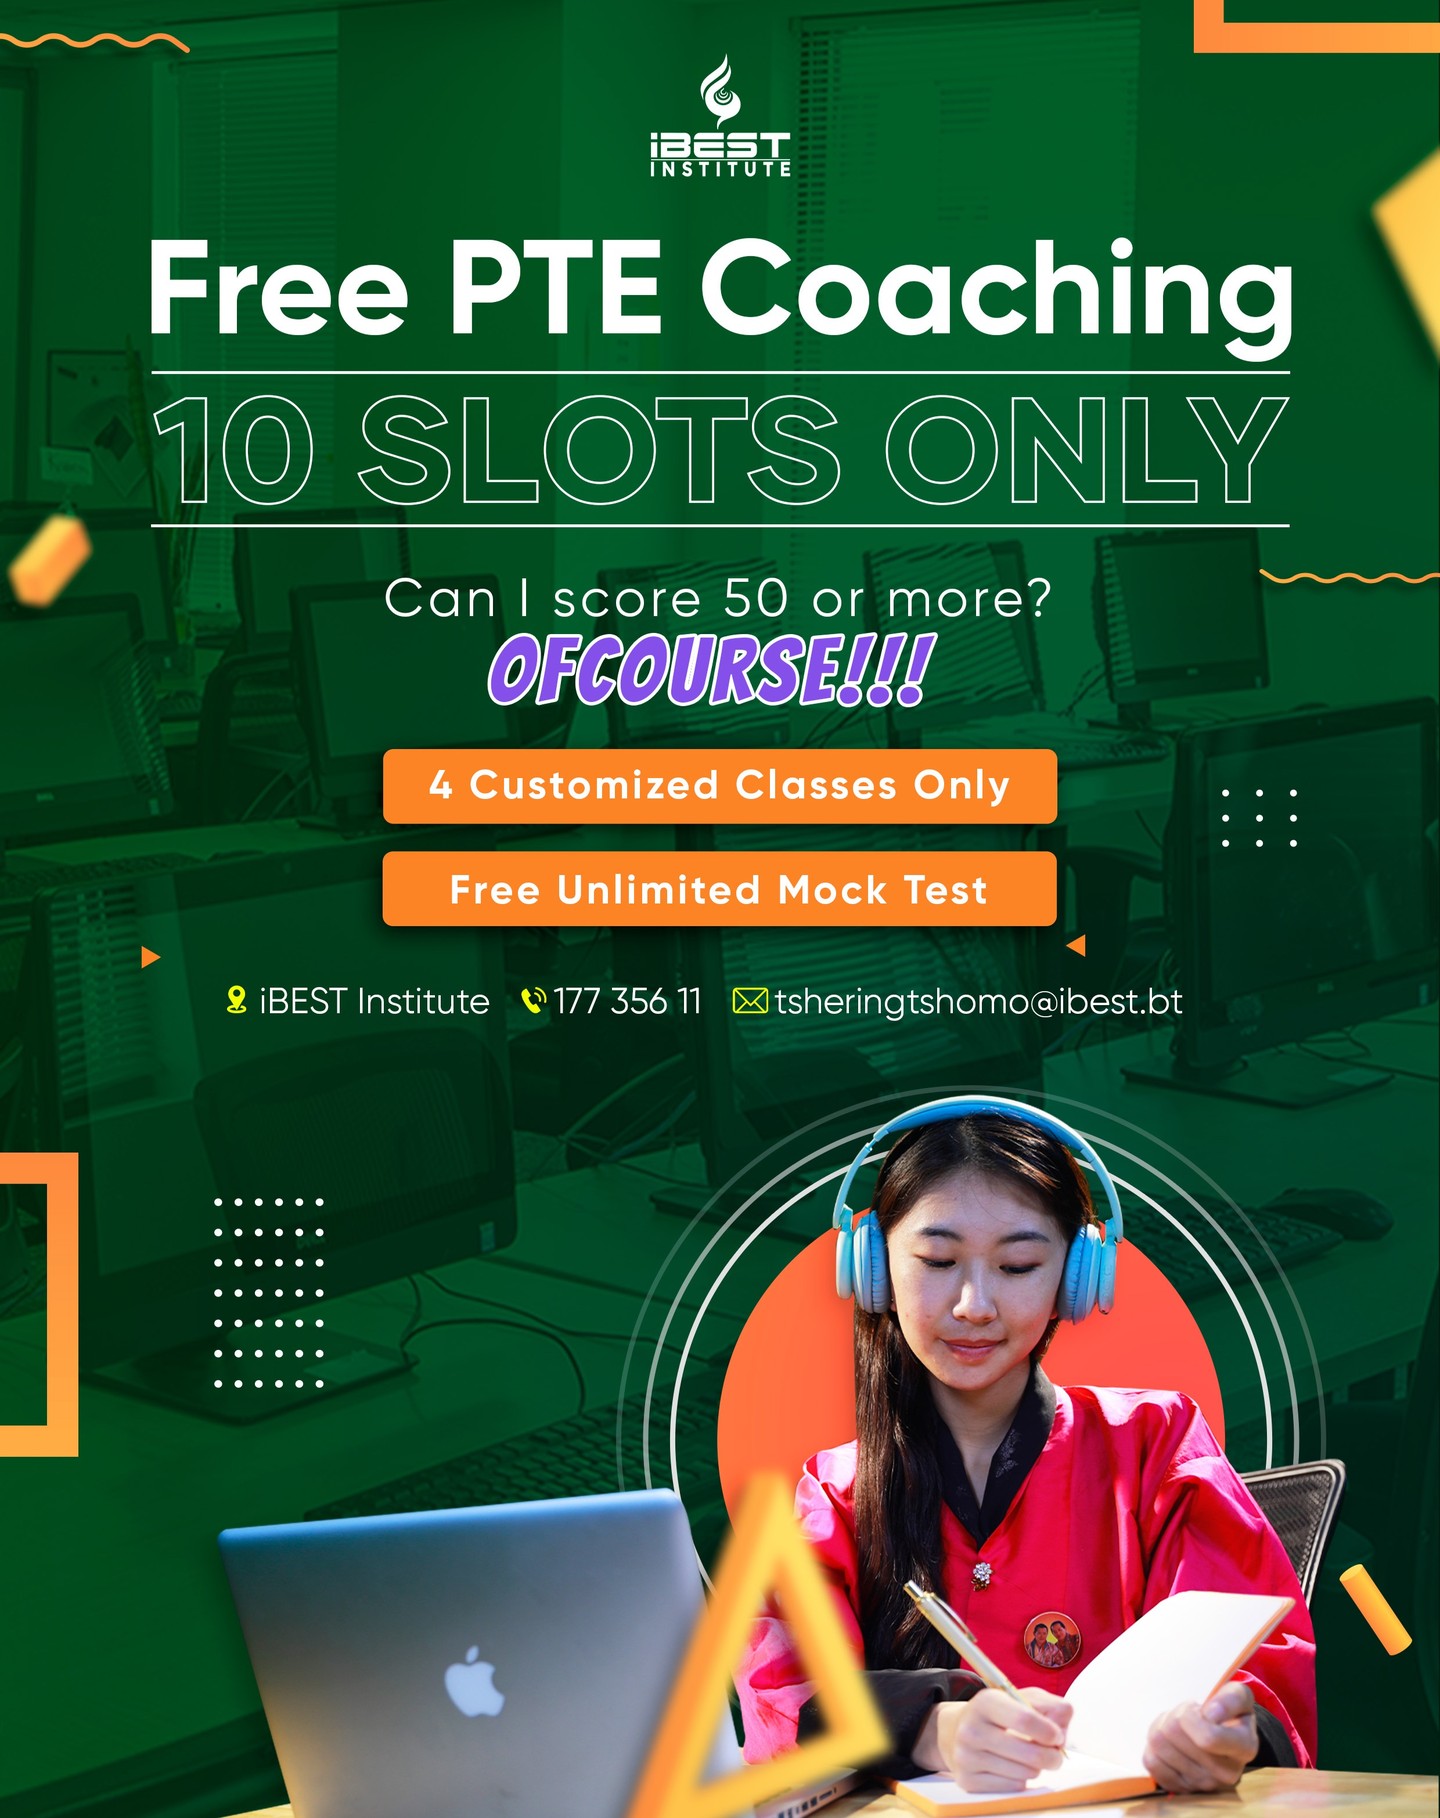 iBEST
INSTITUTE
Free PTE Coaching
10 SLOTS ONLY
Can I score 50 or more?
OFCOURSE!!!
4 Customized Classes Only
Free Unlimited Mock Test
iBEST Institute 177 356 11 tsheringtshomo@ibest.bt